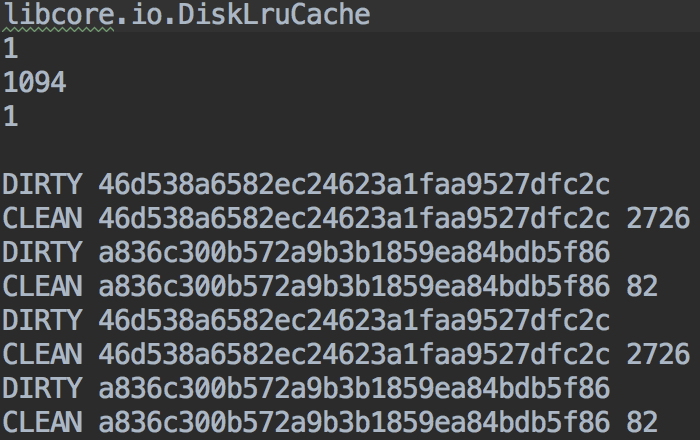 libcore.io.DiskLruCache
1
1094
1
DIRTY 46d538a6582ec24623a1faa9527dfc2c
CLEAN 46d538a6582ec24623a1faa9527dfc2c 2726
DIRTY a836c300b572a9b3b1859ea84bdb5f86
CLEAN a836c300b572a9b3b1859ea84bdb5f86 82
DIRTY 46d538a6582ec24623a1faa9527dfc2c
CLEAN 46d538a6582ec24623a1faa9527dfc2c 2726
DIRTY a836c300b572a9b3b1859ea84bdb5f86
CLEAN a836c300b572a9b3b1859ea84bdb5f86 82